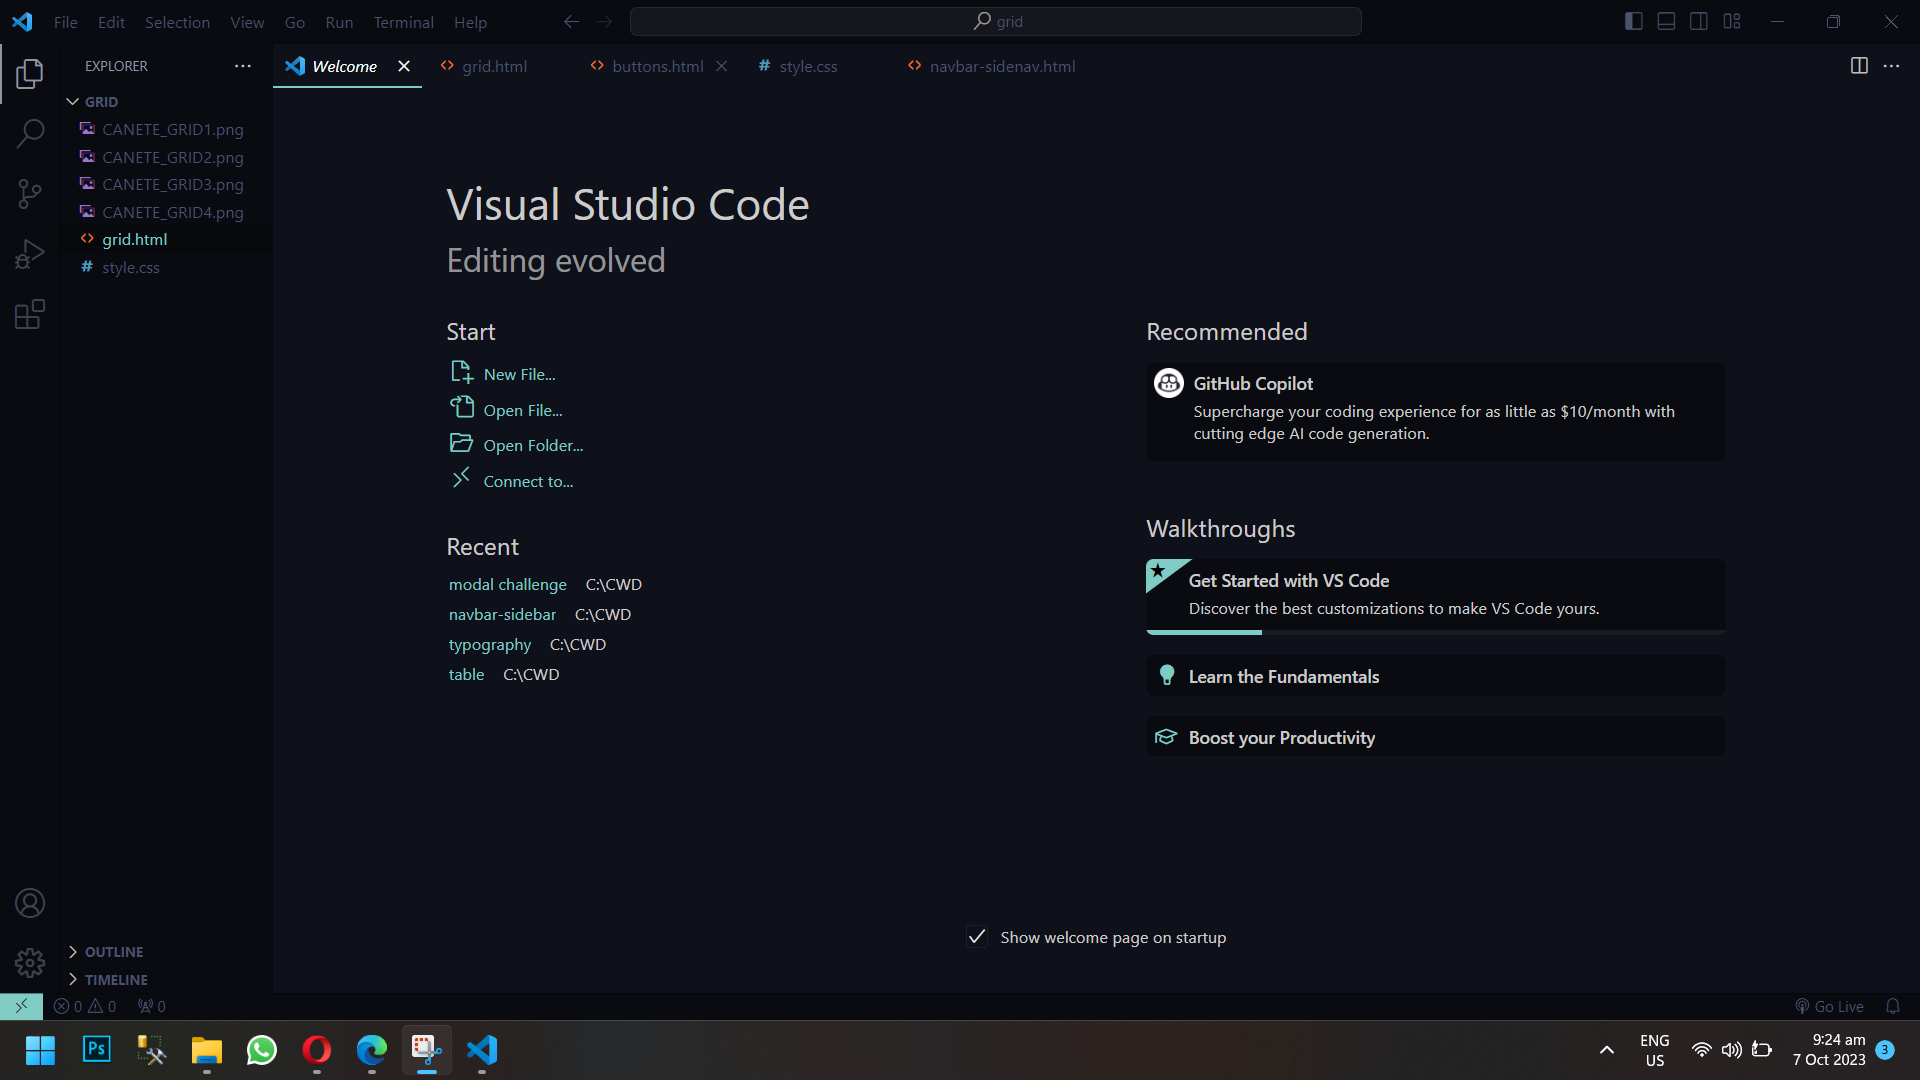 File Edit Selection View Go Run Terminal Help
grid
EXPLORER
Welcome
grid.html
buttons.html
# style.css
navbar-sidenav.html
GRID
CANETE_GRID1.png
CANETE_GRID2.png
CANETE_GRID3.png
CANETE_GRID4.png
grid.html
# style.css
OUTLINE
TIMELINE
Visual Studio Code
Editing evolved
Start
New File...
Open File...
Open Folder...
Connect to...
Recent
modal challenge C:\CWD
navbar-sidebar C:\CWD
typography C:\CWD
table C:\CWD
Recommended
GitHub Copilot
Supercharge your coding experience for as little as $10/month with
cutting edge AI code generation.
Walkthroughs
Get Started with VS Code
Discover the best customizations to make VS Code yours.
Learn the Fundamentals
Boost your Productivity
Show welcome page on startup
0 0 0
Go Live
Ps
ENG
US
9:24 am
7 Oct 2023
3